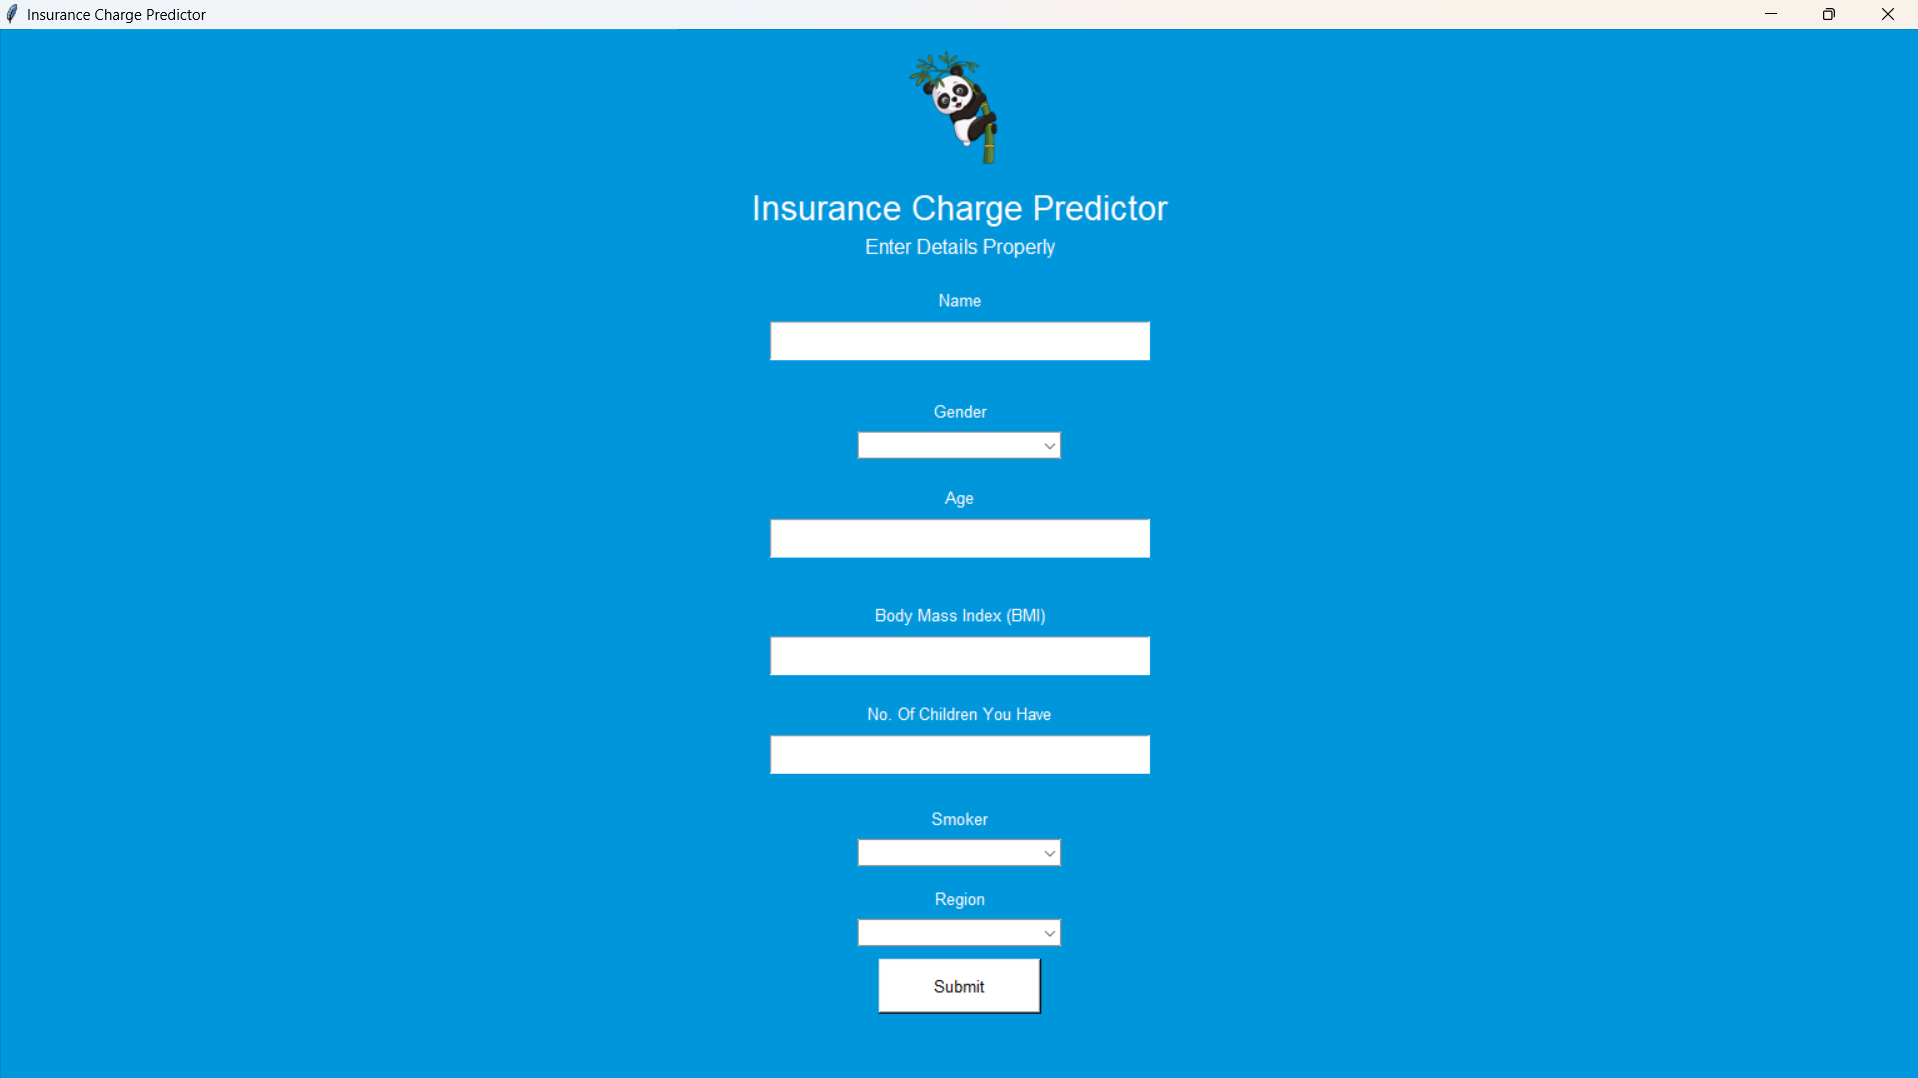 Insurance Charge Predictor
Insurance Charge Predictor
Enter Details Properly
Name
Gender
Age
Body Mass Index (BMI)
No. Of Children You Have
Smoker
Region
Submit